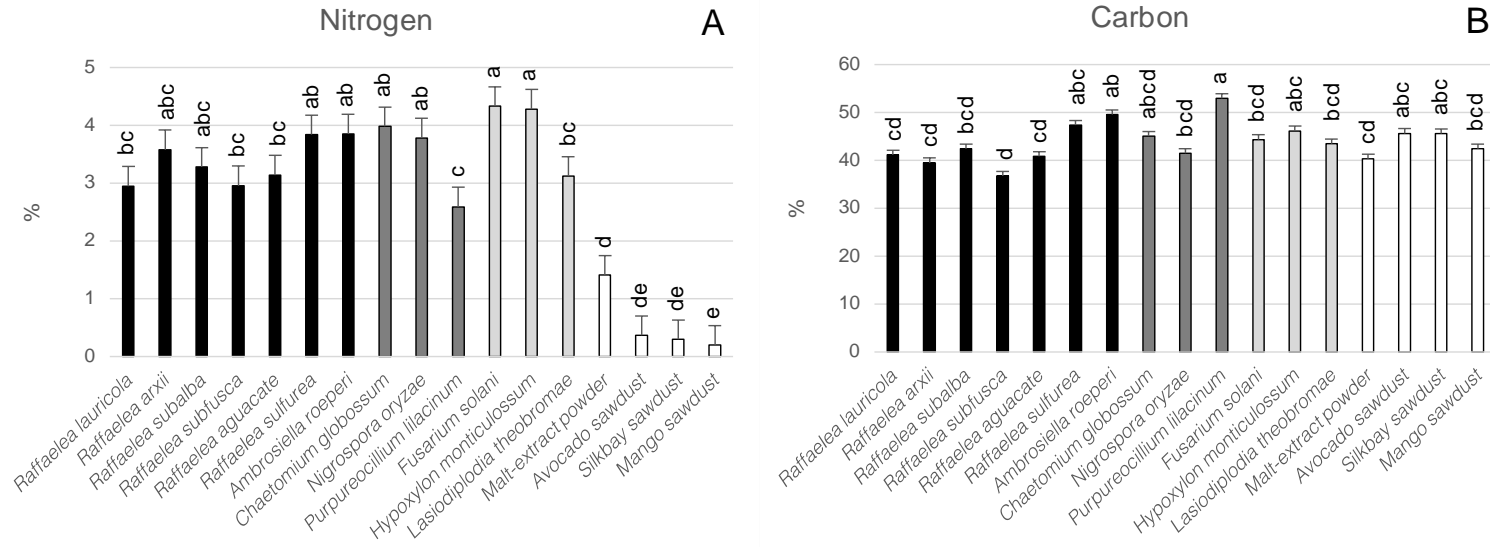 Nitrogen
A
%
5
4
3
2
1
0
bc
abc
abc
bc
bc
ab
ab
ab
ab
c
a
a
bc
d
de
de
e
Raffaelea lauricola
Raffaelea arxii
Raffaelea subalba
Raffaelea subfusca
Raffaelea aguacate
Raffaelea sulfurea
Ambrosiella roeperi
Chaetomium globossum
Nigrospora oryzae
Purpureocillium lilacinum
Fusarium solani
Hypoxylon monticulossum
Lasiodiplodia theobromae
Malt-extract powder
Avocado sawdust
Silkbay sawdust
Mango sawdust
Carbon
B
%
60
50
40
30
20
10
0
cd
cd
bcd
d
cd
abc
ab
abcd
bcd
a
bcd
abc
bcd
cd
abc
abc
bcd
Raffaelea lauricola
Raffaelea arxii
Raffaelea subalba
Raffaelea subfusca
Raffaelea aguacate
Raffaelea sulfurea
Ambrosiella roeperi
Chaetomium globossum
Nigrospora oryzae
Purpureocillium lilacinum
Fusarium solani
Hypoxylon monticulossum
Lasiodiplodia theobromae
Malt-extract powder
Avocado sawdust
Silkbay sawdust
Mango sawdust